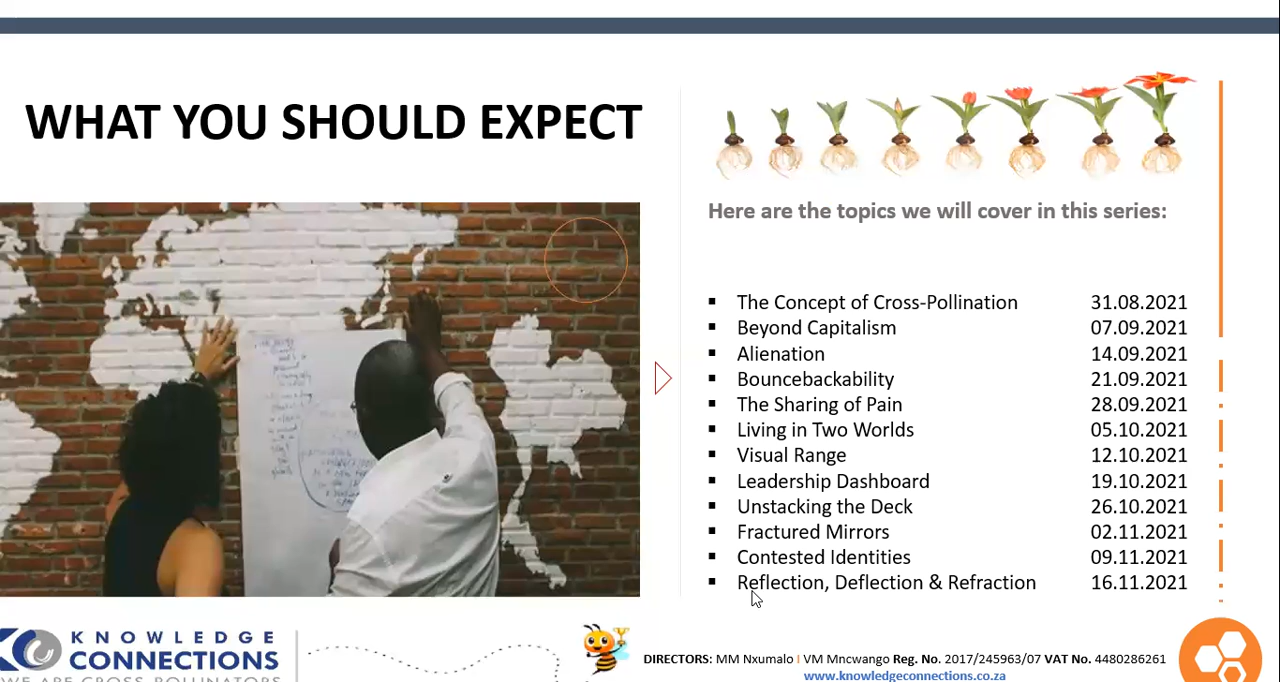 WHAT YOU SHOULD EXPECT
Here are the topics we will cover in this series:
▪ The Concept of Cross-Pollination 31.08.2021
▪ Beyond Capitalism 07.09.2021
▪ Alienation 14.09.2021
▪ Bouncebackability 21.09.2021
▪ The Sharing of Pain 28.09.2021
▪ Living in Two Worlds 05.10.2021
▪ Visual Range 12.10.2021
▪ Leadership Dashboard 19.10.2021
▪ Unstacking the Deck 26.10.2021
▪ Fractured Mirrors 02.11.2021
▪ Contested Identities 09.11.2021
▪ Reflection, Deflection & Refraction 16.11.2021
KNOWLEDGE
CONNECTIONS
WE ARE CROSS POLLINATORS
DIRECTORS: MM Nxumalo I VM Mncwango Reg. No. 2017/245963/07 VAT No. 4480286261
www.knowledgeconnections.co.za